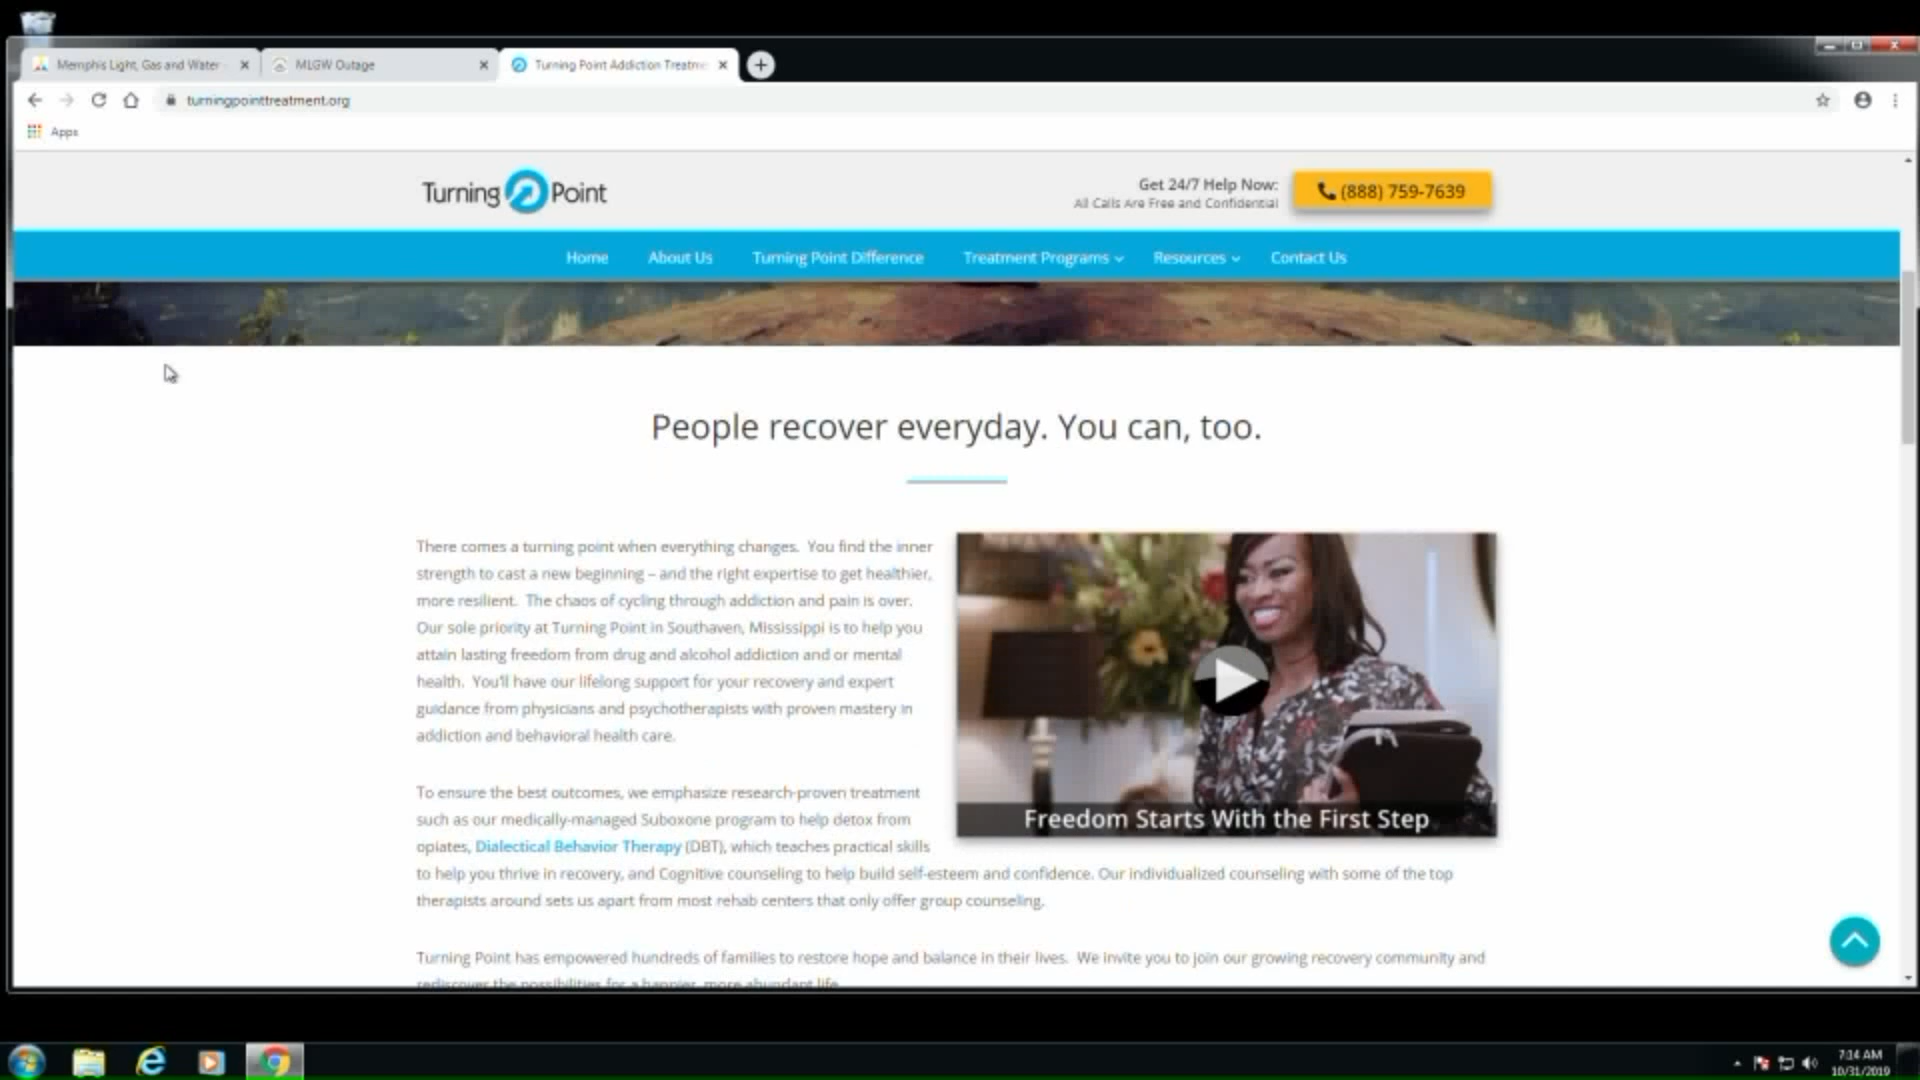 Memphis Light, Gas and Water -
MLGW Outage
Turning Point Addiction Treatme
turningpointtreatment.org
Apps
Turning Point
Get 24/7 Help Now:
All Calls Are Free and Confidential
(888) 759-7639
Home About Us Turning Point Difference Treatment Programs Resources Contact Us
People recover everyday. You can, too.
There comes a turning point when everything changes. You find the inner
strength to cast a new beginning – and the right expertise to get healthier,
more resilient. The chaos of cycling through addiction and pain is over.
Our sole priority at Turning Point in Southaven, Mississippi is to help you
attain lasting freedom from drug and alcohol addiction and or mental
health. You'll have our lifelong support for your recovery and expert
guidance from physicians and psychotherapists with proven mastery in
addiction and behavioral health care.
Freedom Starts With the First Step
To ensure the best outcomes, we emphasize research-proven treatment
such as our medically-managed Suboxone program to help detox from
opiates, Dialectical Behavior Therapy (DBT), which teaches practical skills
to help you thrive in recovery, and Cognitive counseling to help build self-esteem and confidence. Our individualized counseling with some of the top
therapists around sets us apart from most rehab centers that only offer group counseling.
Turning Point has empowered hundreds of families to restore hope and balance in their lives. We invite you to join our growing recovery community and
rediscover the possibilities for a happier, more abundant life.
7:14 AM
10/31/2019